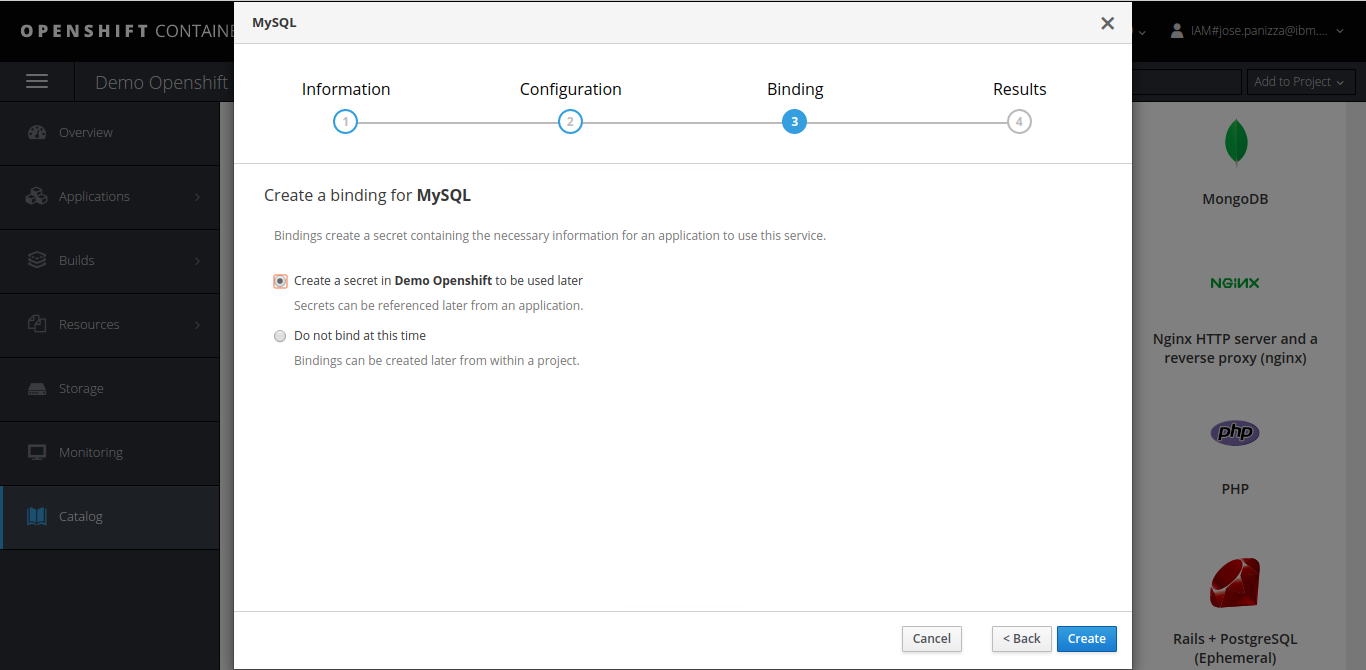 OPENSHIFT CONTAINE
IAM#jose.panizza@ibm....
Demo Openshift
Add to Project
Overview
Applications
Builds
Resources
Storage
Monitoring
Catalog
MySQL
Information
Configuration
Binding
Results
1
2
3
4
Create a binding for MySQL
Bindings create a secret containing the necessary information for an application to use this service.
Create a secret in Demo Openshift to be used later
Secrets can be referenced later from an application.
Do not bind at this time
Bindings can be created later from within a project.
Cancel
< Back
Create
MongoDB
NGINX
Nginx HTTP server and a
reverse proxy (nginx)
php
PHP
Rails + PostgreSQL
(Ephemeral)